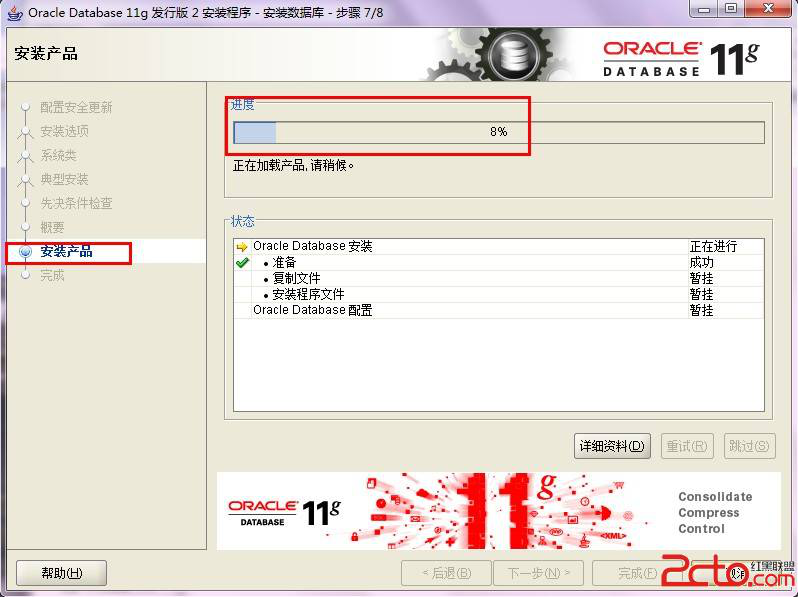 Oracle Database 11g 发行版 2 安装程序 - 安装数据库 - 步骤 7/8
安装产品
ORACLE
DATABASE 11g
配置安全更新
安装选项
系统类
典型安装
先决条件检查
概要
安装产品
完成
进度
8%
正在加载产品, 请稍候。
状态
Oracle Database 安装 正在进行
准备 成功
• 复制文件 暂挂
• 安装程序文件 暂挂
Oracle Database 配置 暂挂
详细资料(D) 重试(R) 跳过(S)
ORACLE
DATABASE 11g
11g
<XML>
Consolidate
Compress
Control
帮助(H) < 后退(B) 下一步(N) > 完成(F)
2cto.com
红黑联盟